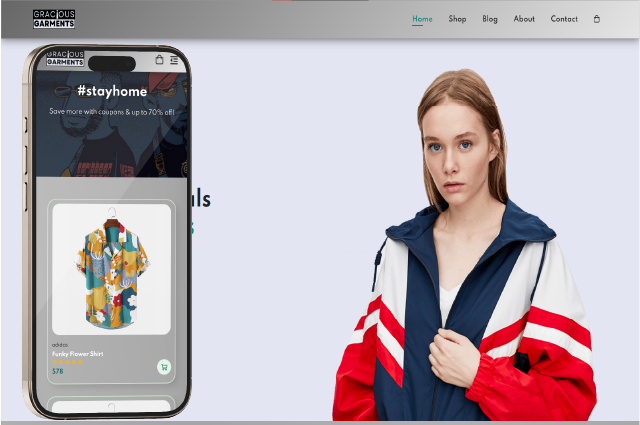 GRACIOUS
GARMENTS
Home Shop Blog About Contact
GRACIOUS
GARMENTS
#stayhome
Save more with coupons & up to 70% off!
als
s
adidas
Funky Flower Shirt
$78